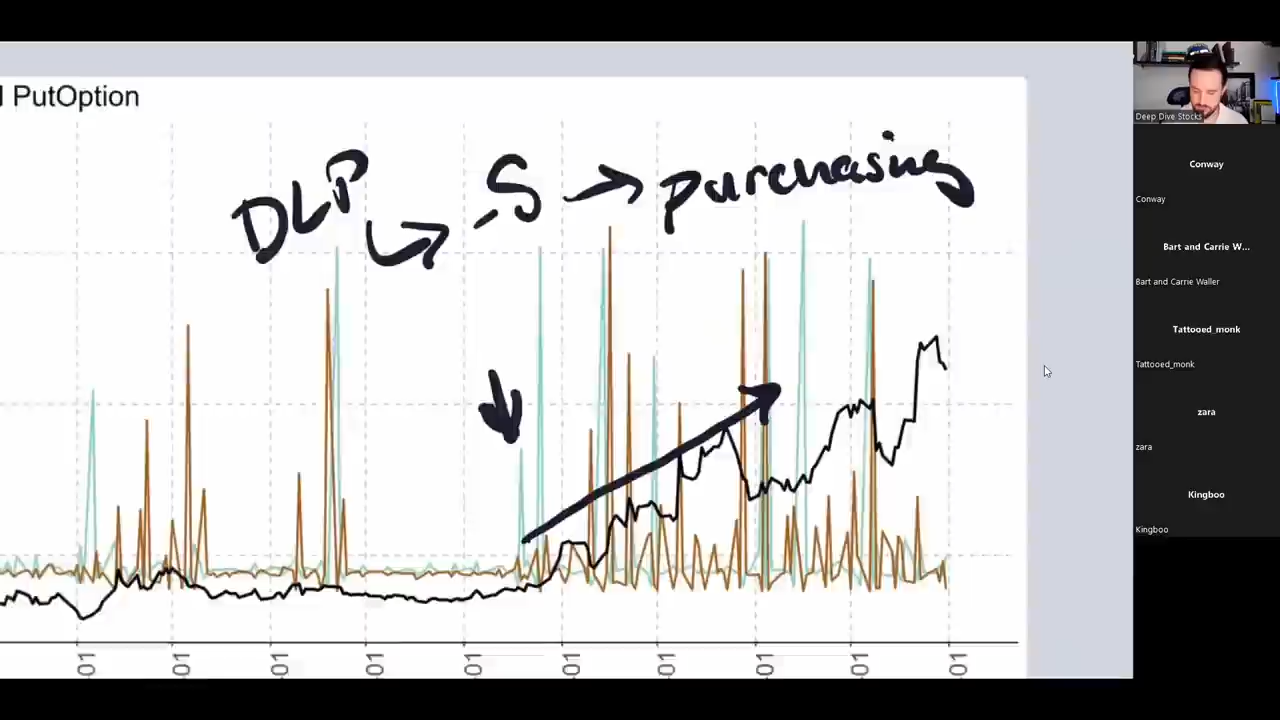 PutOption
DLP → S → purchasing
01
01
01
01
01
01
01
01
01
01
Deep Dive Stocks
Conway
Conway
Bart and Carrie W...
Bart and Carrie Waller
Tattooed_monk
Tattooed_monk
zara
zara
Kingboo
Kingboo